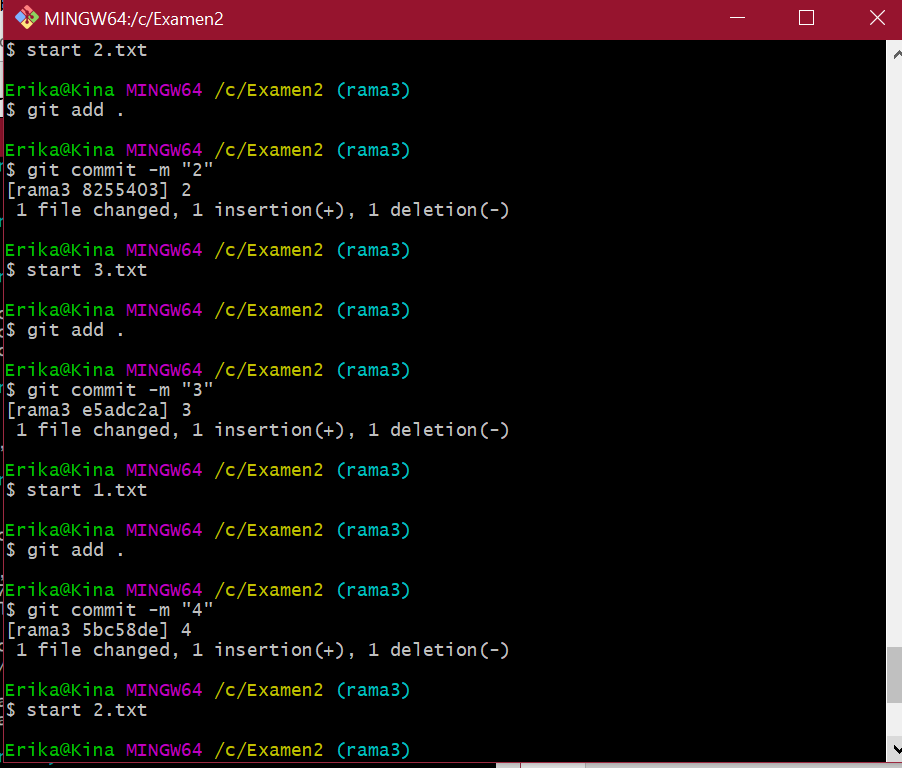 MINGW64:/c/Examen2
$ start 2.txt
Erika@Kina MINGW64 /c/Examen2 (rama3)
$ git add .
Erika@Kina MINGW64 /c/Examen2 (rama3)
$ git commit -m "2"
[rama3 8255403] 2
 1 file changed, 1 insertion(+), 1 deletion(-)
Erika@Kina MINGW64 /c/Examen2 (rama3)
$ start 3.txt
Erika@Kina MINGW64 /c/Examen2 (rama3)
$ git add .
Erika@Kina MINGW64 /c/Examen2 (rama3)
$ git commit -m "3"
[rama3 e5adc2a] 3
 1 file changed, 1 insertion(+), 1 deletion(-)
Erika@Kina MINGW64 /c/Examen2 (rama3)
$ start 1.txt
Erika@Kina MINGW64 /c/Examen2 (rama3)
$ git add .
Erika@Kina MINGW64 /c/Examen2 (rama3)
$ git commit -m "4"
[rama3 5bc58de] 4
 1 file changed, 1 insertion(+), 1 deletion(-)
Erika@Kina MINGW64 /c/Examen2 (rama3)
$ start 2.txt
Erika@Kina MINGW64 /c/Examen2 (rama3)